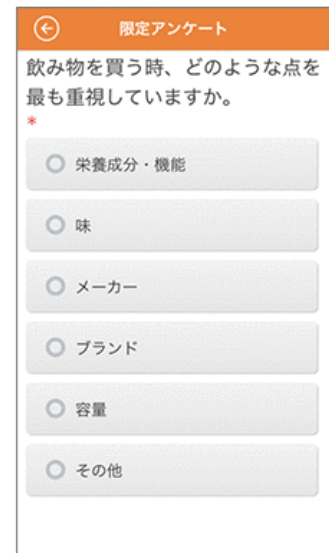 限定アンケート
飲み物を買う時、どのような点を
最も重視していますか。
*
栄養成分・機能
味
メーカー
ブランド
容量
その他